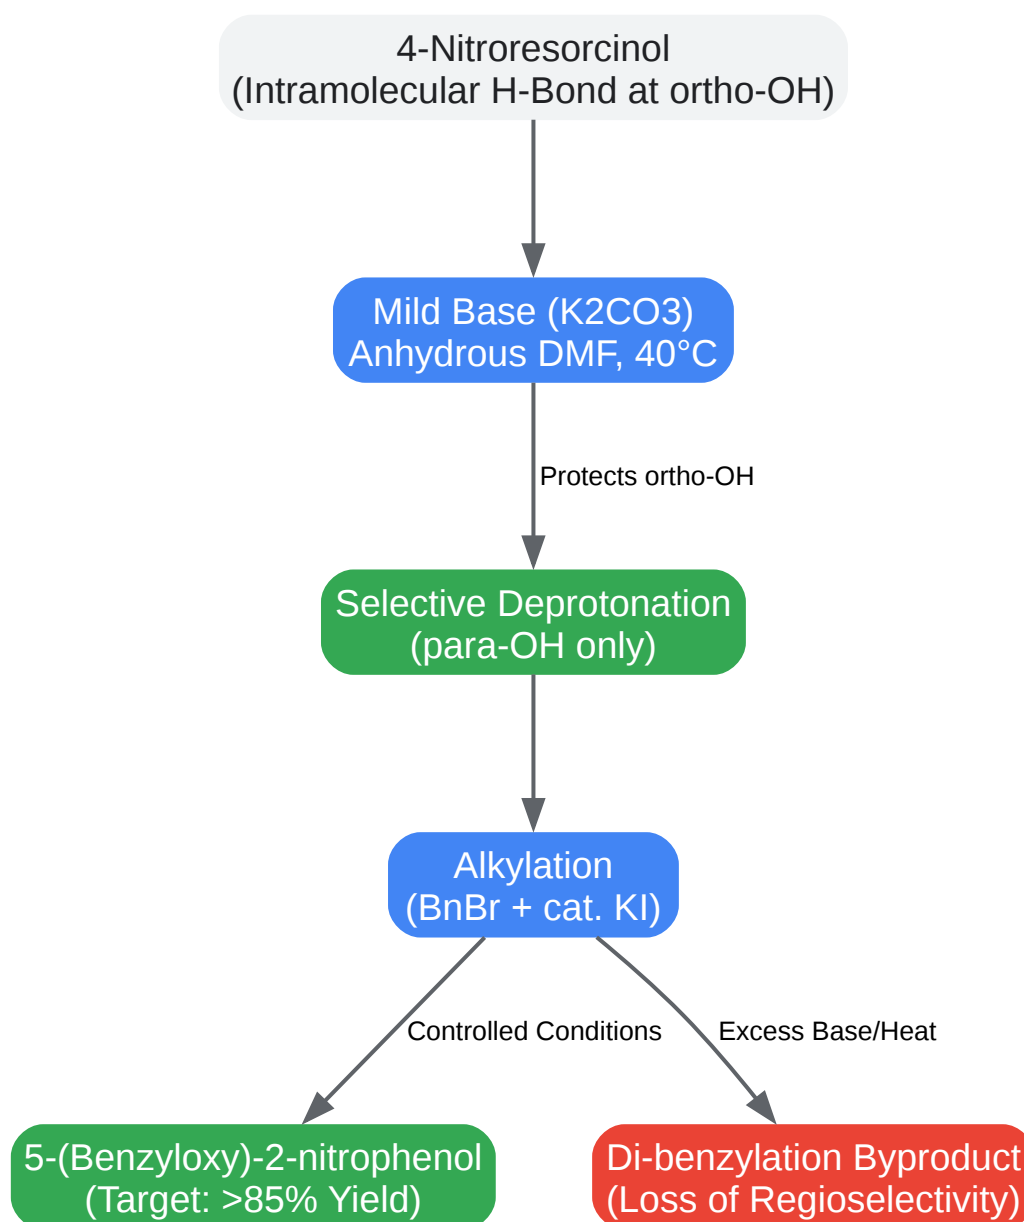 4-Nitroresorcinol
(Intramolecular H-Bond at ortho-OH)
Mild Base (K2CO3)
Anhydrous DMF, 40°C
Protects ortho-OH
Selective Deprotonation
(para-OH only)
Alkylation
(BnBr + cat. KI)
Controlled Conditions
Excess Base/Heat
5-(Benzyloxy)-2-nitrophenol
(Target: >85% Yield)
Di-benzylation Byproduct
(Loss of Regioselectivity)